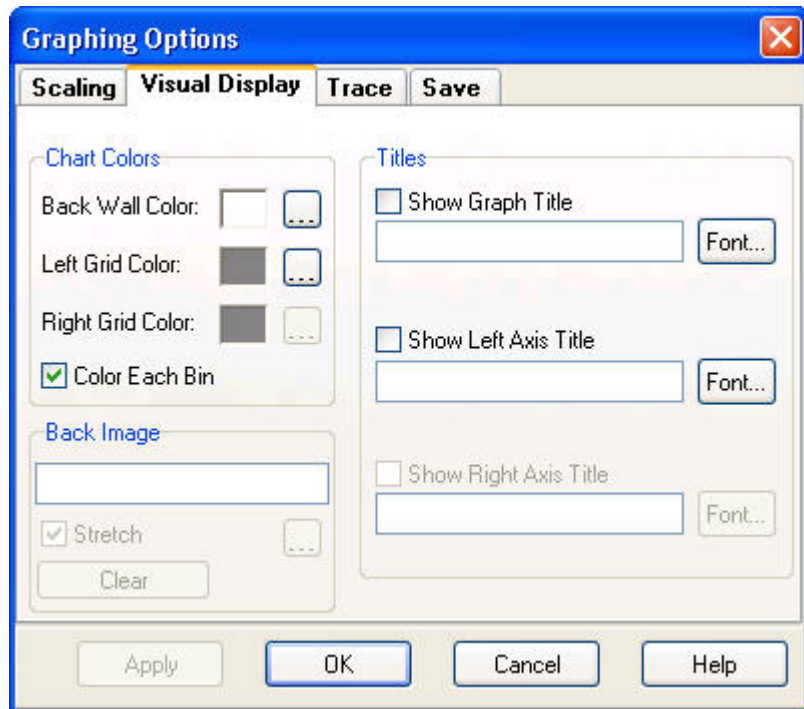 Graphing Options
Scaling Visual Display Trace Save
Chart Colors
Back Wall Color: ...
Left Grid Color: ...
Right Grid Color: ...
Color Each Bin
Back Image
Stretch ...
Clear
Titles
Show Graph Title
Font...
Show Left Axis Title
Font...
Show Right Axis Title
Font...
Apply OK Cancel Help